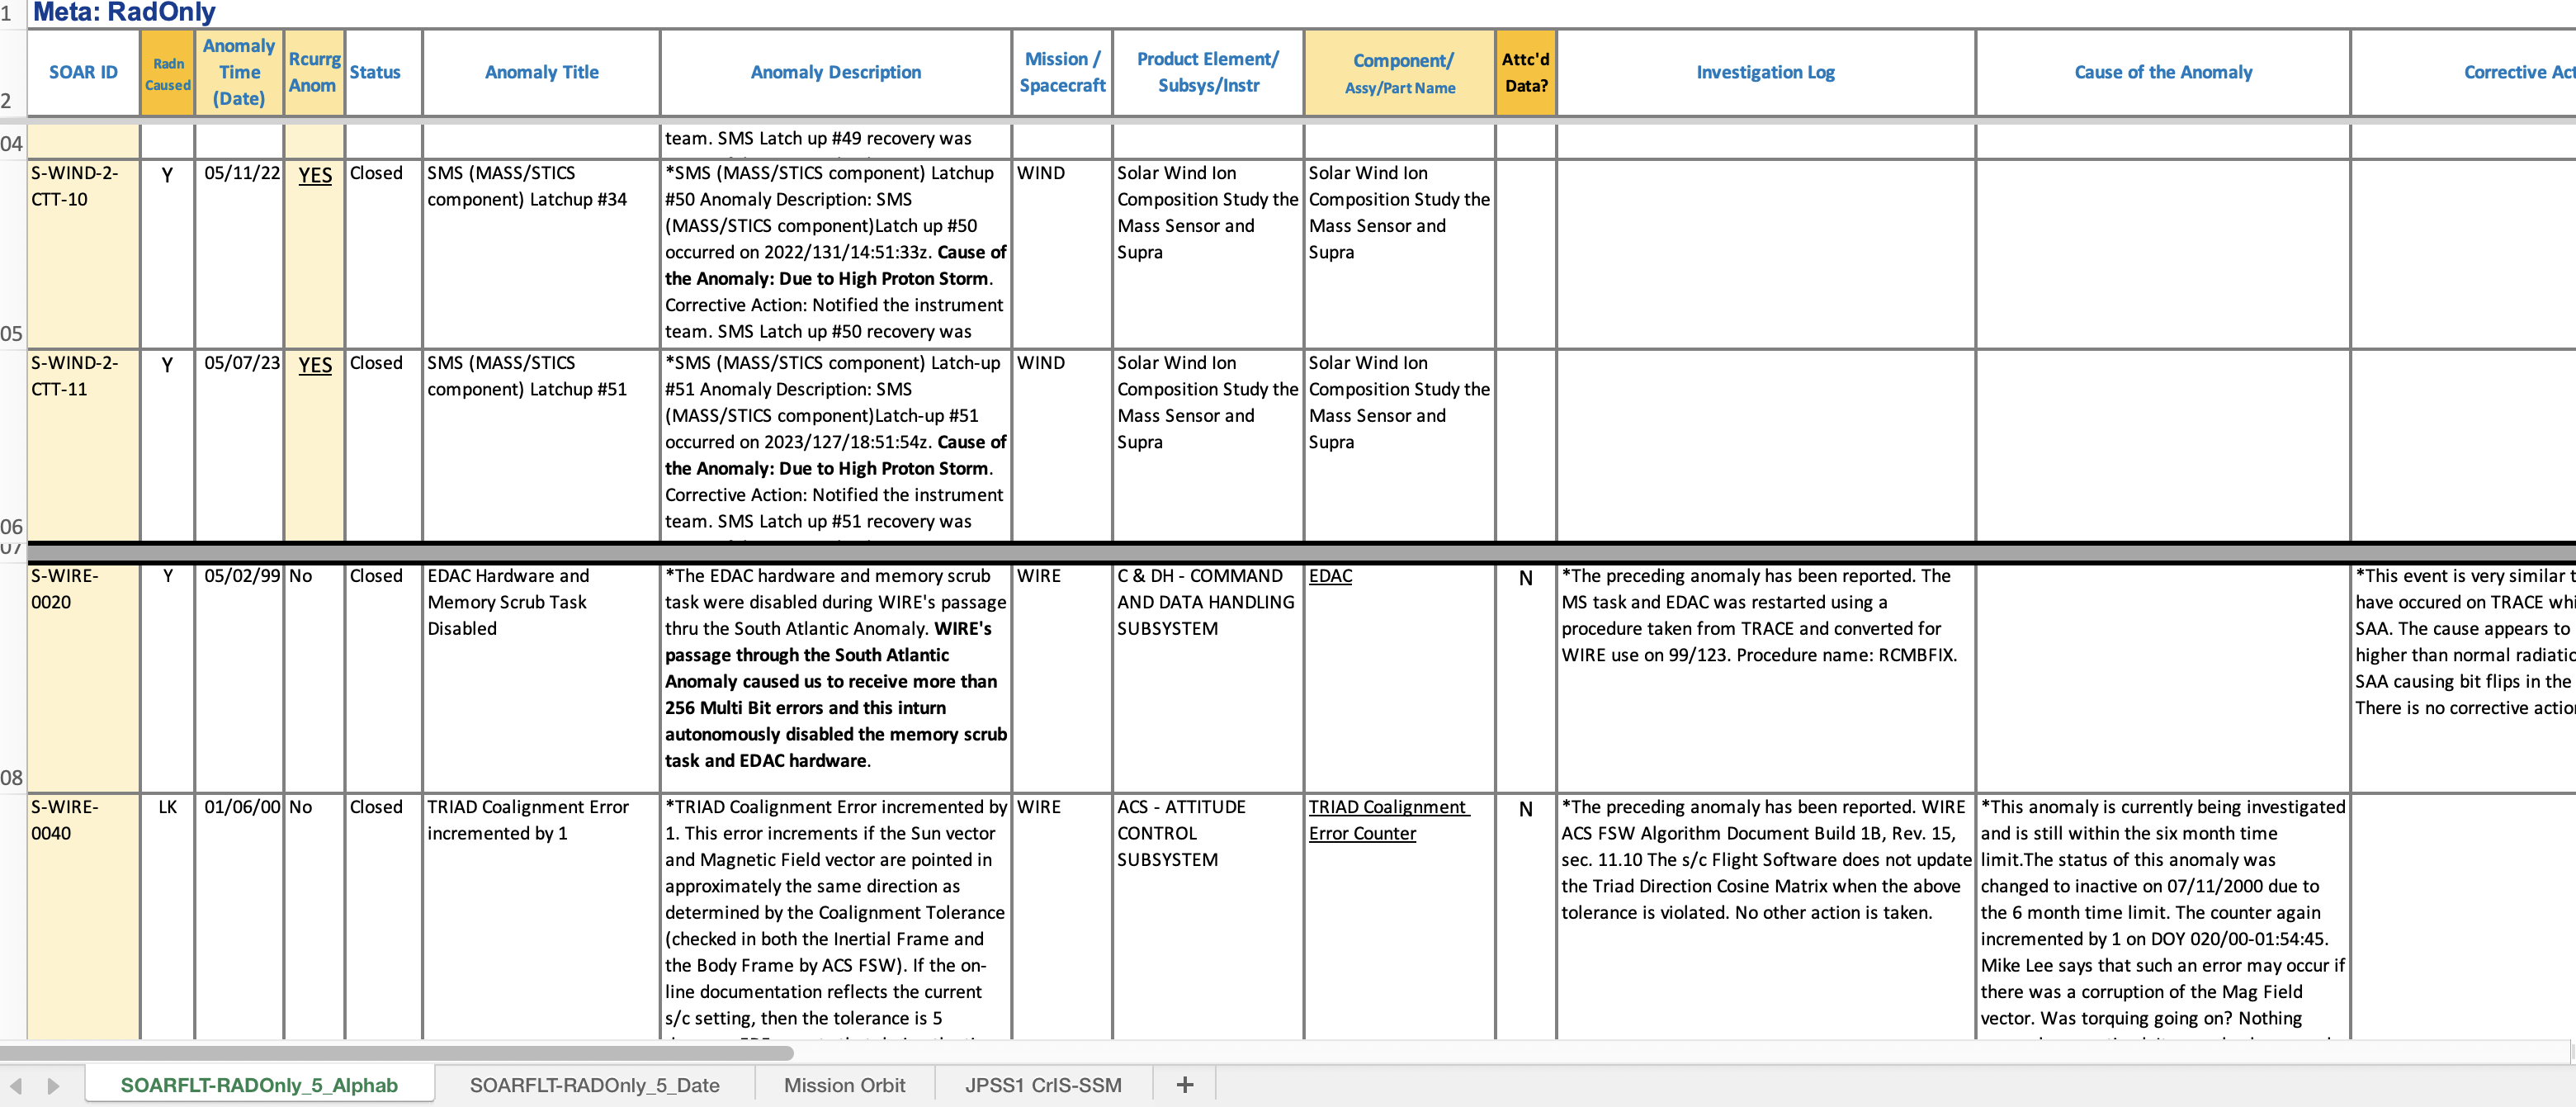 1 Meta: RadOnly
2
SOAR ID
Radn
Caused
Anomaly
Time
(Date)
Rcurrg
Anom
Status
Anomaly Title
Anomaly Description
Mission /
Spacecraft
Product Element/
Subsys/Instr
Component/
Assy/Part Name
Attc'd
Data?
Investigation Log
Cause of the Anomaly
Corrective Act
04
team. SMS Latch up #49 recovery was
05
S-WIND-2-
CTT-10
Y
05/11/22
YES
Closed
SMS (MASS/STICS
component) Latchup #34
*SMS (MASS/STICS component) Latchup
#50 Anomaly Description: SMS
(MASS/STICS component)Latch up #50
occurred on 2022/131/14:51:33z. Cause of
the Anomaly: Due to High Proton Storm.
Corrective Action: Notified the instrument
team. SMS Latch up #50 recovery was
WIND
Solar Wind Ion
Composition Study the
Mass Sensor and
Supra
Solar Wind Ion
Composition Study the
Mass Sensor and
Supra
06
S-WIND-2-
CTT-11
Y
05/07/23
YES
Closed
SMS (MASS/STICS
component) Latchup #51
*SMS (MASS/STICS component) Latch-up
#51 Anomaly Description: SMS
(MASS/STICS component)Latch-up #51
occurred on 2023/127/18:51:54z. Cause of
the Anomaly: Due to High Proton Storm.
Corrective Action: Notified the instrument
team. SMS Latch up #51 recovery was
WIND
Solar Wind Ion
Composition Study the
Mass Sensor and
Supra
Solar Wind Ion
Composition Study the
Mass Sensor and
Supra
07
08
S-WIRE-
0020
Y
05/02/99
No
Closed
EDAC Hardware and
Memory Scrub Task
Disabled
*The EDAC hardware and memory scrub
task were disabled during WIRE's passage
thru the South Atlantic Anomaly. WIRE's
passage through the South Atlantic
Anomaly caused us to receive more than
256 Multi Bit errors and this inturn
autonomously disabled the memory scrub
task and EDAC hardware.
WIRE
C & DH - COMMAND
AND DATA HANDLING
SUBSYSTEM
EDAC
N
*The preceding anomaly has been reported. The
MS task and EDAC was restarted using a
procedure taken from TRACE and converted for
WIRE use on 99/123. Procedure name: RCMBFIX.
*This event is very similar t
have occured on TRACE whi
SAA. The cause appears to
higher than normal radiatio
SAA causing bit flips in the
There is no corrective action
S-WIRE-
0040
LK
01/06/00
No
Closed
TRIAD Coalignment Error
incremented by 1
*TRIAD Coalignment Error incremented by
1. This error increments if the Sun vector
and Magnetic Field vector are pointed in
approximately the same direction as
determined by the Coalignment Tolerance
(checked in both the Inertial Frame and
the Body Frame by ACS FSW). If the on-
line documentation reflects the current
s/c setting, then the tolerance is 5
WIRE
ACS - ATTITUDE
CONTROL
SUBSYSTEM
TRIAD Coalignment
Error Counter
N
*The preceding anomaly has been reported. WIRE
ACS FSW Algorithm Document Build 1B, Rev. 15,
sec. 11.10 The s/c Flight Software does not update
the Triad Direction Cosine Matrix when the above
tolerance is violated. No other action is taken.
*This anomaly is currently being investigated
and is still within the six month time
limit.The status of this anomaly was
changed to inactive on 07/11/2000 due to
the 6 month time limit. The counter again
incremented by 1 on DOY 020/00-01:54:45.
Mike Lee says that such an error may occur if
there was a corruption of the Mag Field
vector. Was torquing going on? Nothing
SOARFLT-RADOnly_5_Alphab
SOARFLT-RADOnly_5_Date
Mission Orbit
JPSS1 CrIS-SSM
+